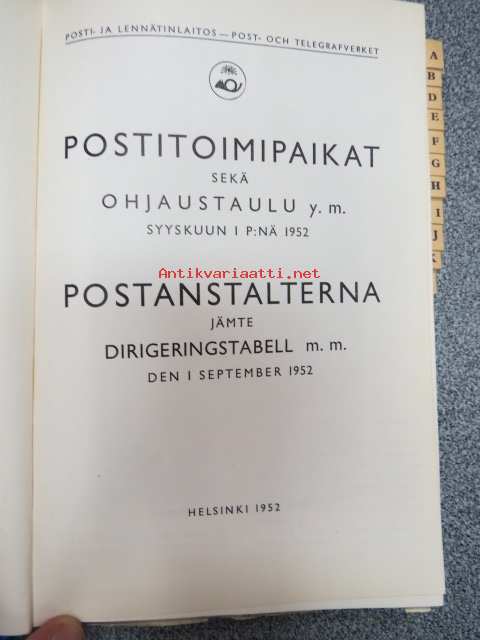 POSTI- JA LENNÄTINLAITOS — POST- OCH TELEGRAFVERKET
POSTITOIMIPAIKAT
SEKÄ
OHJAUSTAULU y. m.
SYYSKUUN 1 P:NÄ 1952
Antikvariaatti.net
POSTANSTALTERNA
JÄMTE
DIRIGERINGSTABELL m. m.
DEN 1 SEPTEMBER 1952
HELSINKI 1952
A
B
D
E
F
G
H
I
J
K